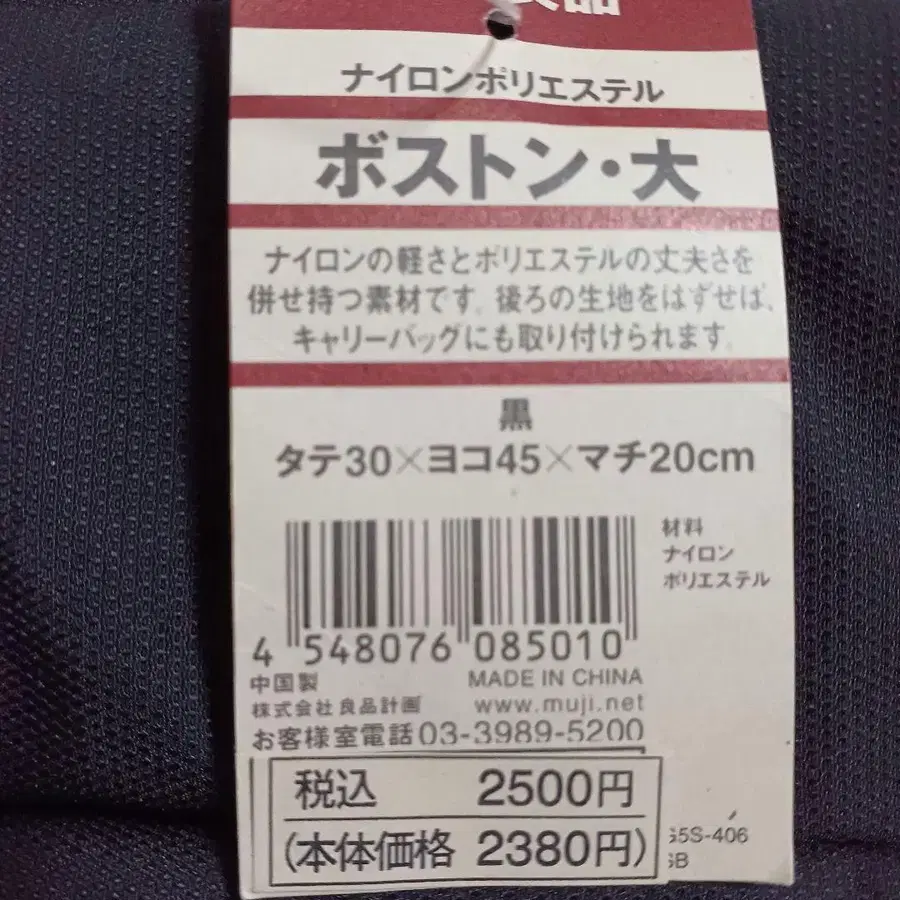 良品
ナイロンポリエステル
ボストン・大
ナイロンの軽さとポリエステルの丈夫さを
併せ持つ素材です。後ろの生地をはずせば、
キャリーバッグにも取り付けられます。
黒
タテ30×ヨコ45×マチ20cm
材料
ナイロン
ポリエステル
4 548076 085010
中国製 MADE IN CHINA
株式会社 良品計画 www.muji.net
お客様室電話03-3989-5200
税込 2500円
(本体価格 2380円)
5S-406